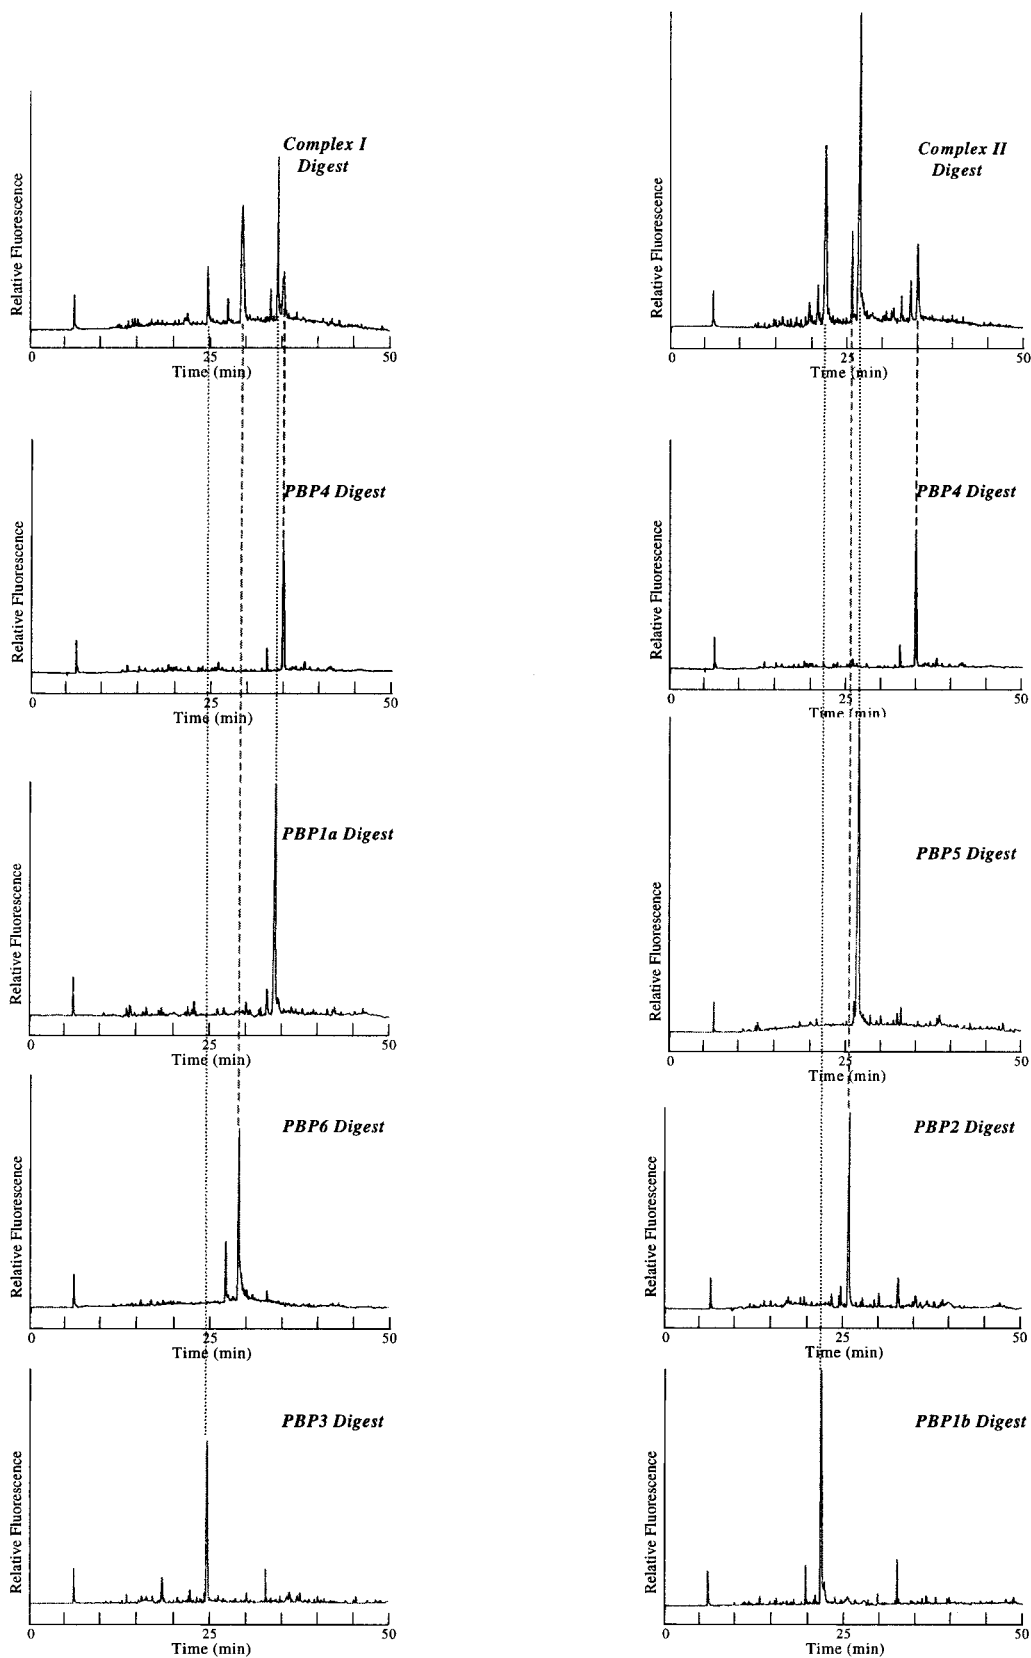 Complex I
Digest
Relative Fluorescence
0 25 50
Time (min)
PBP4 Digest
Relative Fluorescence
0 25 50
Time (min)
PBP1a Digest
Relative Fluorescence
0 25 50
Time (min)
PBP6 Digest
Relative Fluorescence
0 25 50
Time (min)
PBP3 Digest
Relative Fluorescence
0 25 50
Time (min)
Complex II
Digest
Relative Fluorescence
0 25 50
Time (min)
PBP4 Digest
Relative Fluorescence
0 25 50
Time (min)
PBP5 Digest
Relative Fluorescence
0 25 50
Time (min)
PBP2 Digest
Relative Fluorescence
0 25 50
Time (min)
PBP1b Digest
Relative Fluorescence
0 25 50
Time (min)